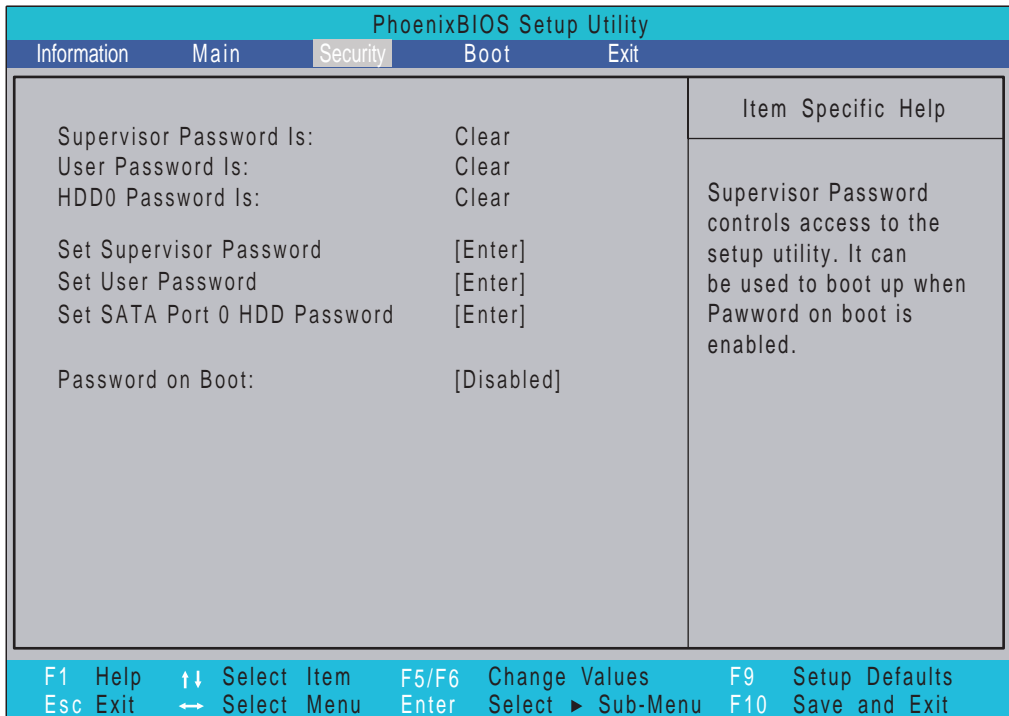 PhoenixBIOS Setup Utility
Information Main Security Boot Exit
Item Specific Help
Supervisor Password Is: Clear
User Password Is: Clear
HDD0 Password Is: Clear
Set Supervisor Password [Enter]
Set User Password [Enter]
Set SATA Port 0 HDD Password [Enter]
Password on Boot: [Disabled]
Supervisor Password
controls access to the
setup utility. It can
be used to boot up when
Pawword on boot is
enabled.
F1 Help ↑↓ Select Item F5/F6 Change Values F9 Setup Defaults
Esc Exit ↔ Select Menu Enter Select ► Sub-Menu F10 Save and Exit